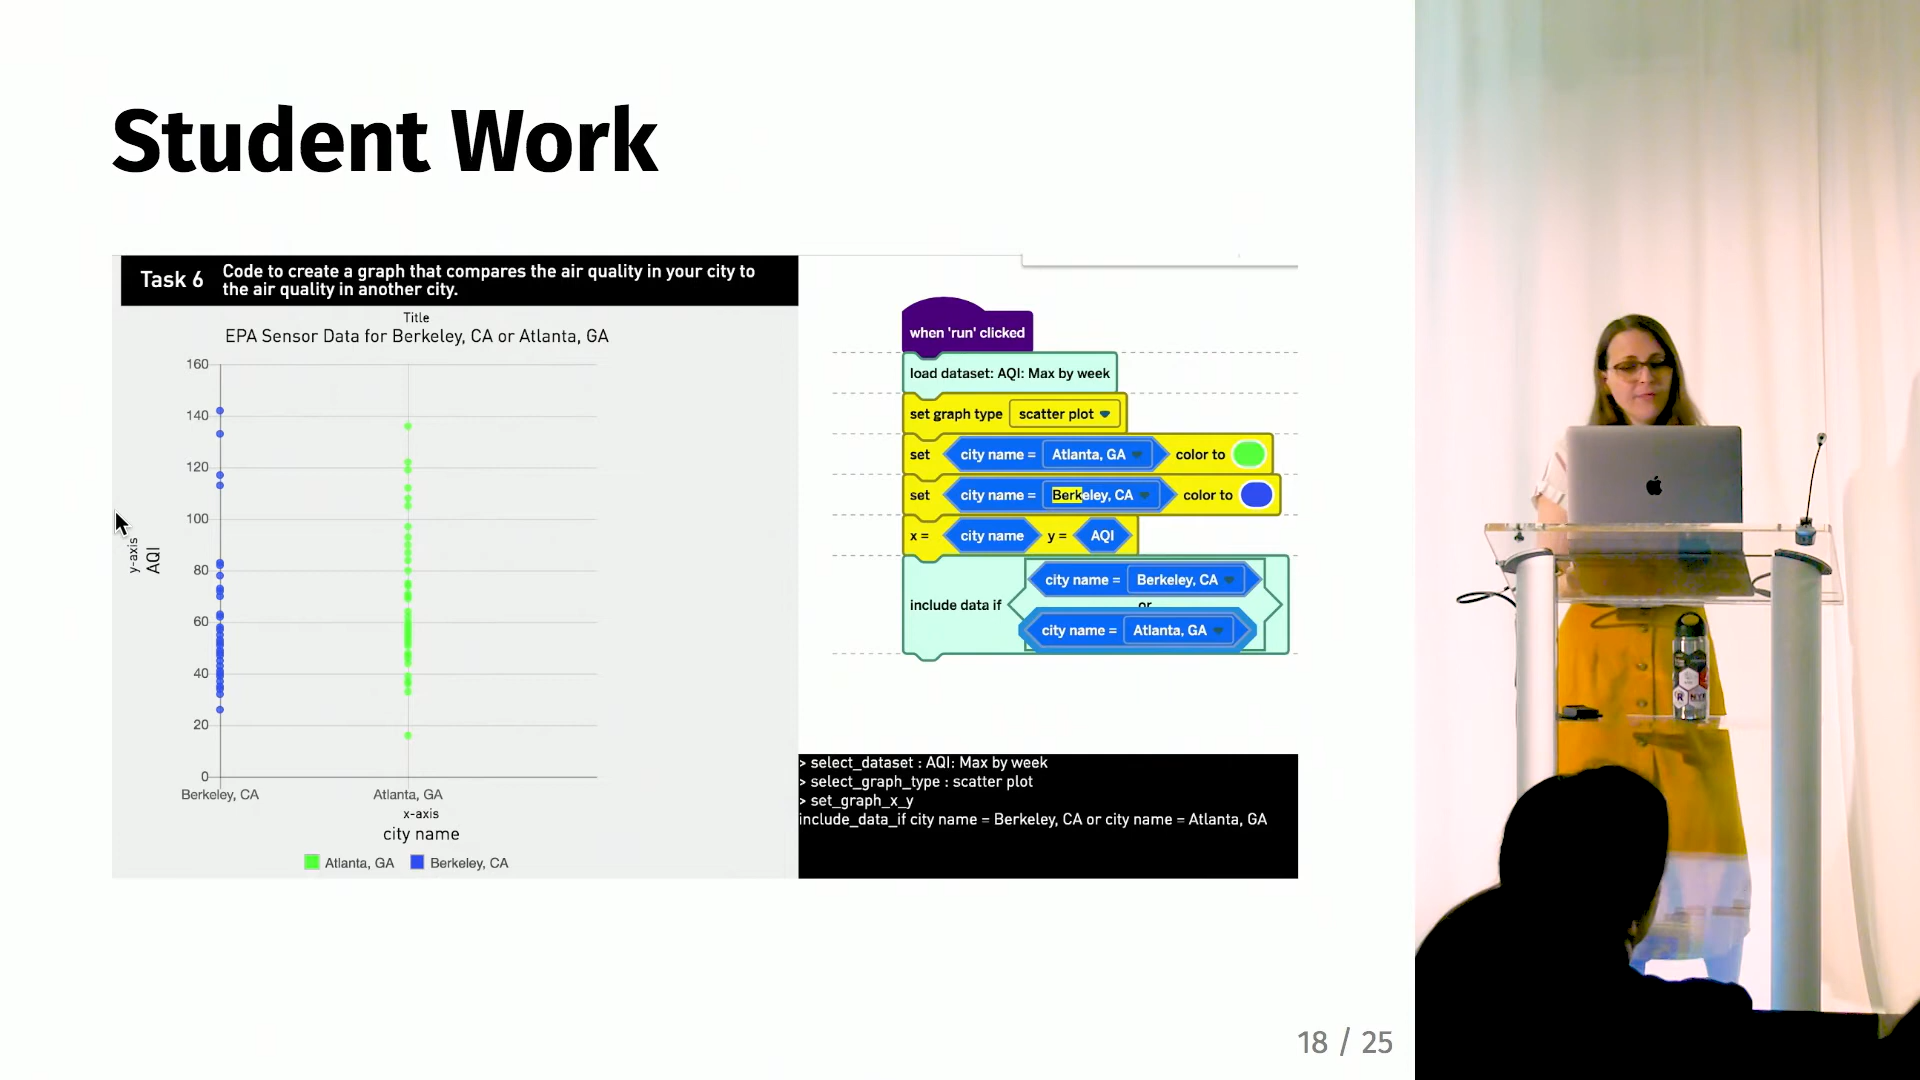 Student Work
Task 6
Code to create a graph that compares the air quality in your city to
the air quality in another city.
Title
EPA Sensor Data for Berkeley, CA or Atlanta, GA
160
140
120
100
80
60
40
20
0
y-axis
AQI
Berkeley, CA
Atlanta, GA
x-axis
city name
Atlanta, GA
Berkeley, CA
when 'run' clicked
load dataset: AQI: Max by week
set graph type scatter plot
set city name = Atlanta, GA color to
set city name = Berkeley, CA color to
x = city name y = AQI
include data if
city name = Berkeley, CA
or
city name = Atlanta, GA
> select_dataset : AQI: Max by week
> select_graph_type : scatter plot
> set_graph_x_y
include_data_if city name = Berkeley, CA or city name = Atlanta, GA
18 / 25